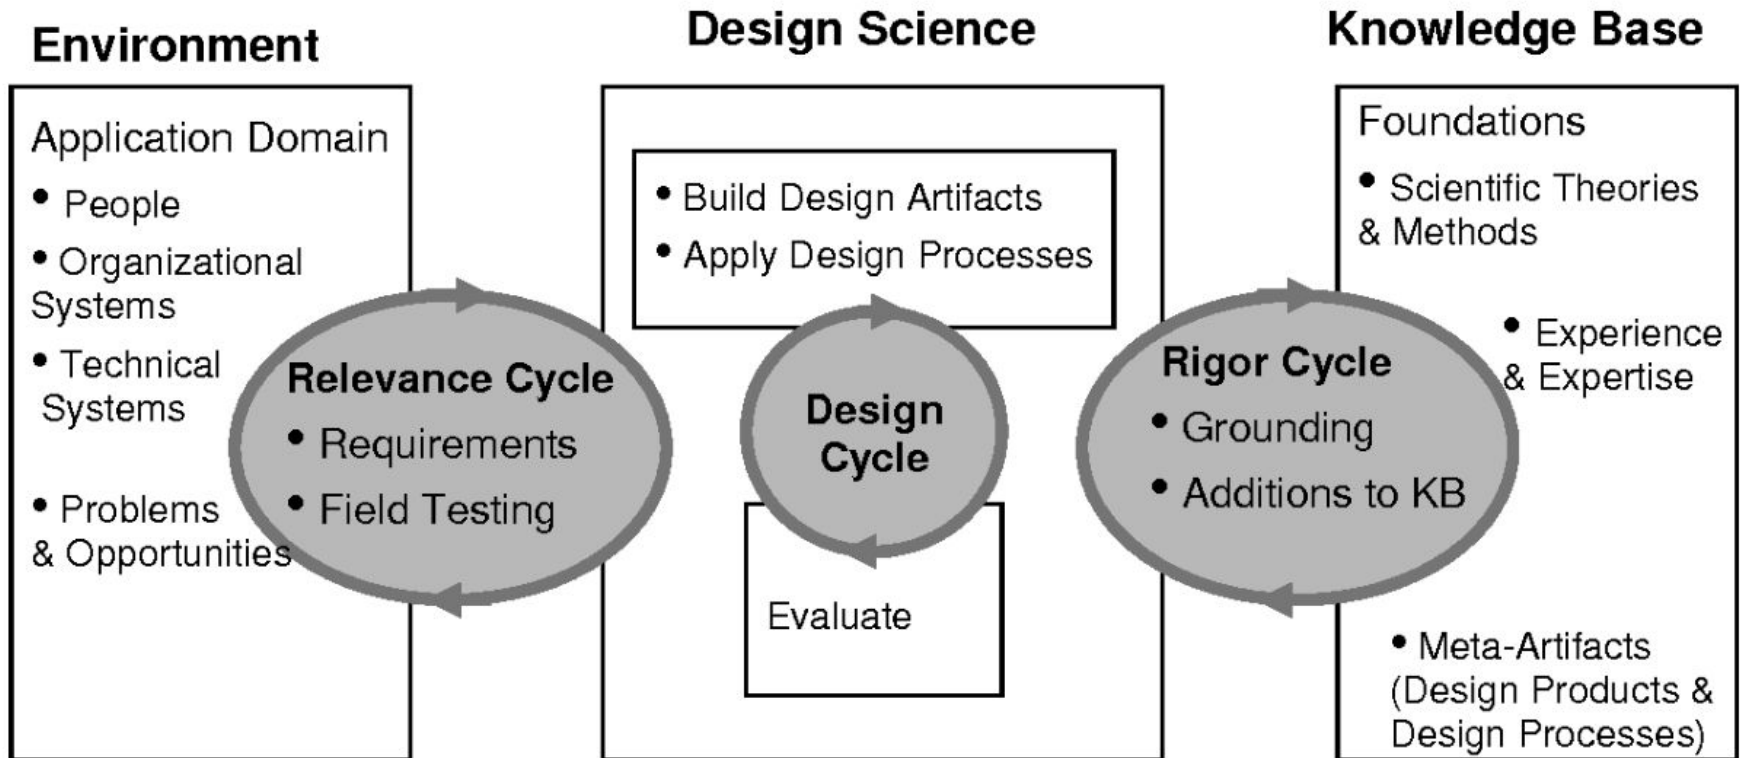 Environment
Application Domain
• People
• Organizational
Systems
• Technical
Systems
• Problems
& Opportunities
Relevance Cycle
• Requirements
• Field Testing
Design Science
• Build Design Artifacts
• Apply Design Processes
Design
Cycle
Evaluate
Rigor Cycle
• Grounding
• Additions to KB
Knowledge Base
Foundations
• Scientific Theories
& Methods
• Experience
& Expertise
• Meta-Artifacts
(Design Products &
Design Processes)